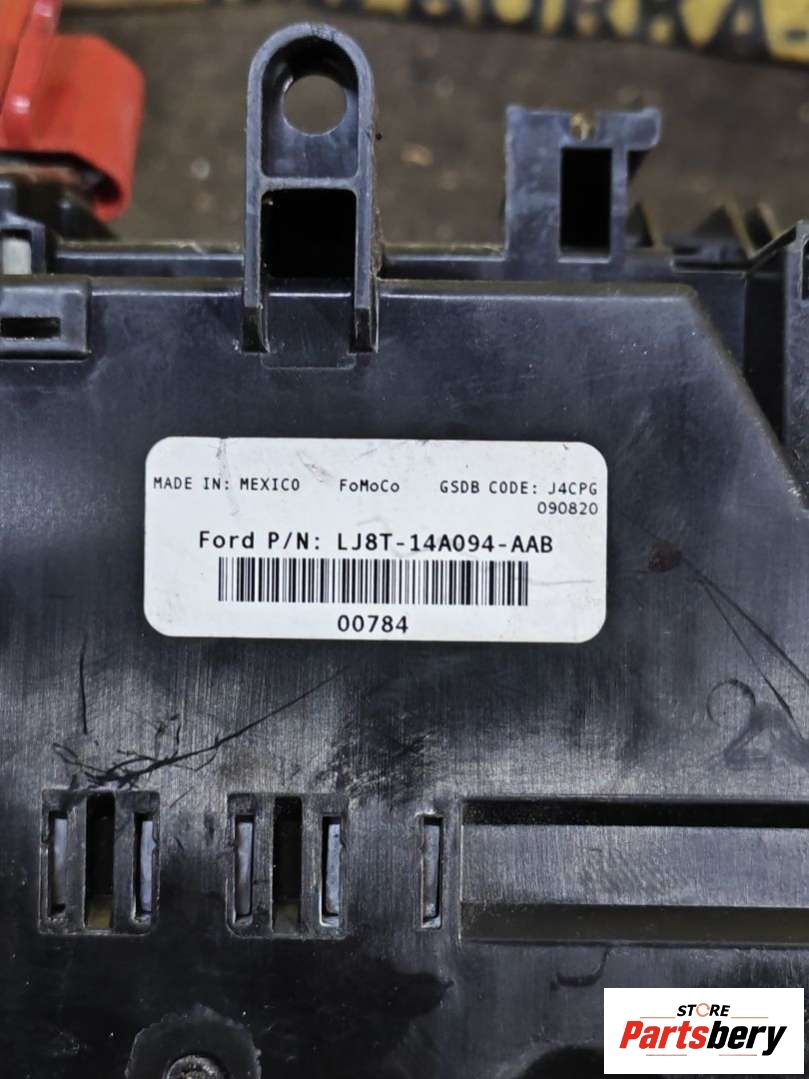 MADE IN: MEXICO FoMoCo GSDB CODE: J4CPG
090820
Ford P/N: LJ8T-14A094-AAB
00784
STORE
Partsbery